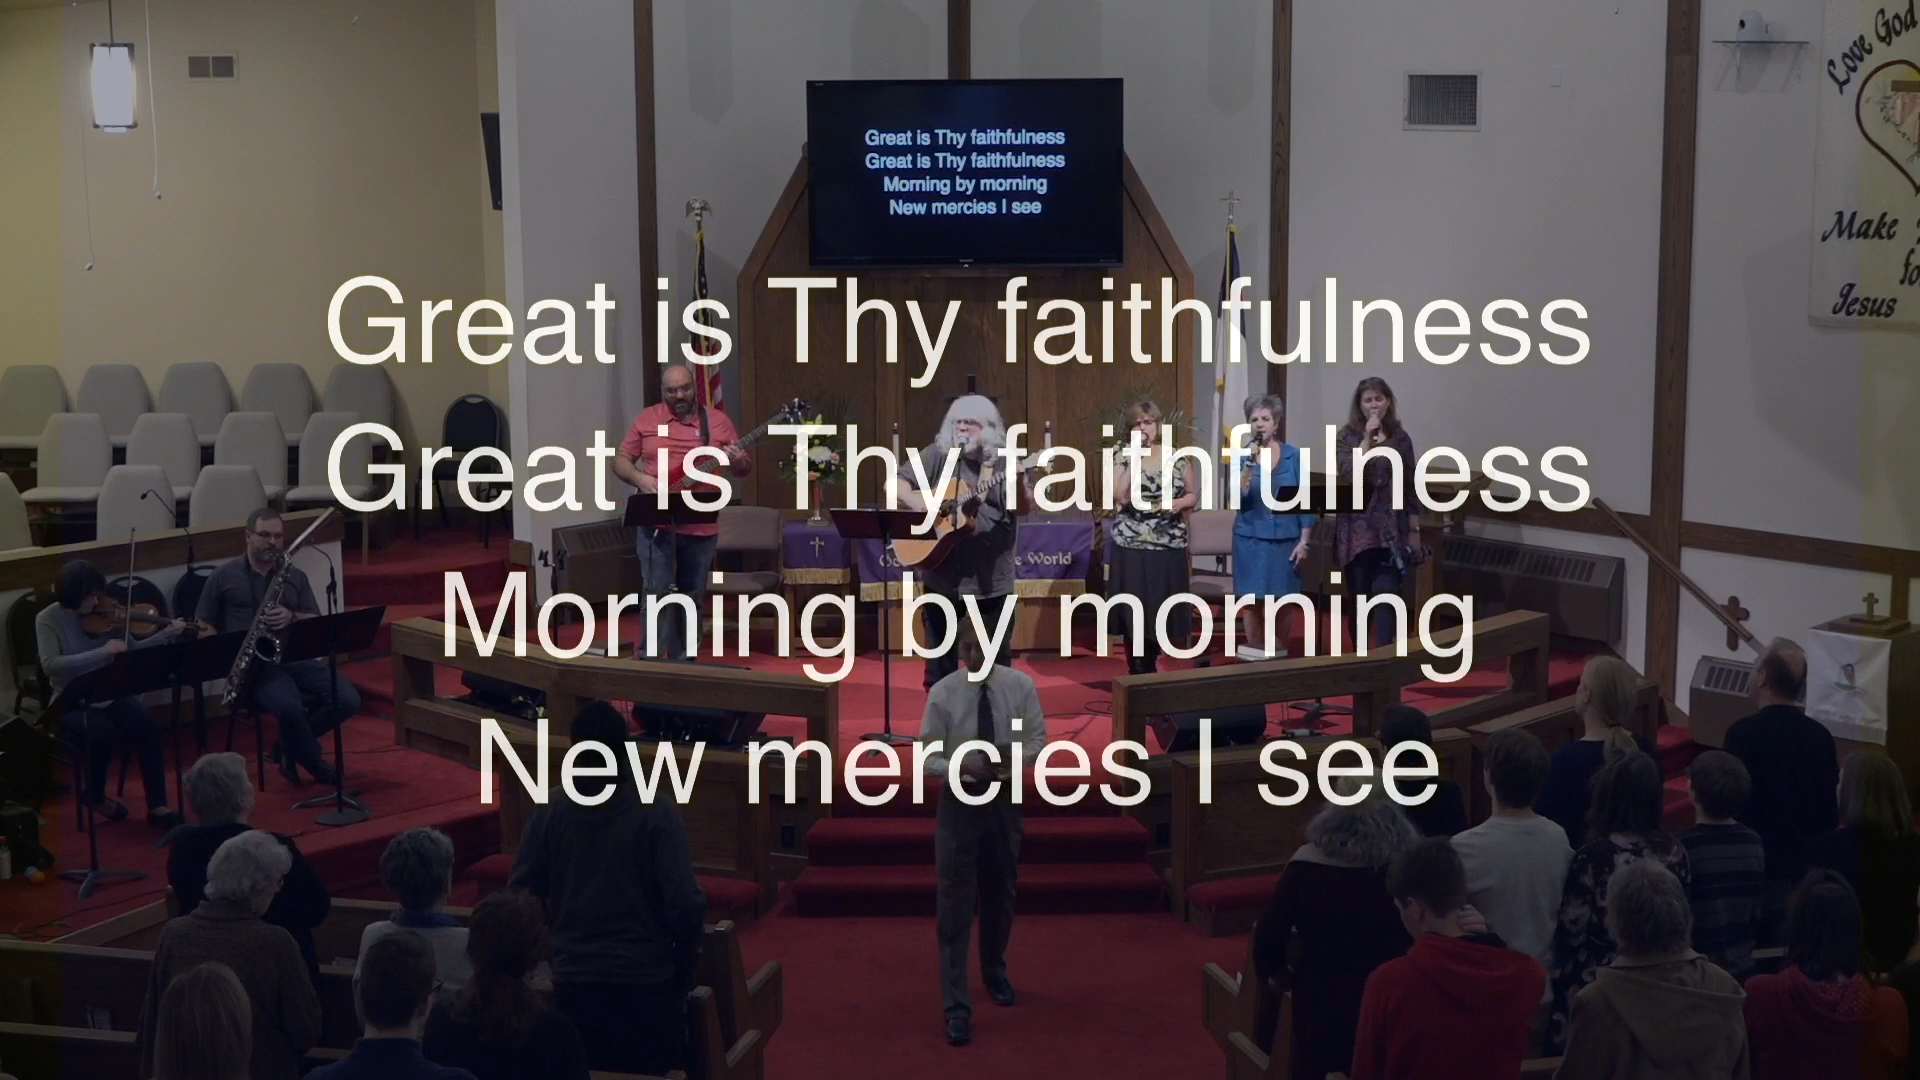 Great is Thy faithfulness
Great is Thy faithfulness
Morning by morning
New mercies I see
Love God
Make
fo
Jesus
Great is Thy faithfulness
Great is Thy faithfulness
Morning by morning
New mercies I see
World